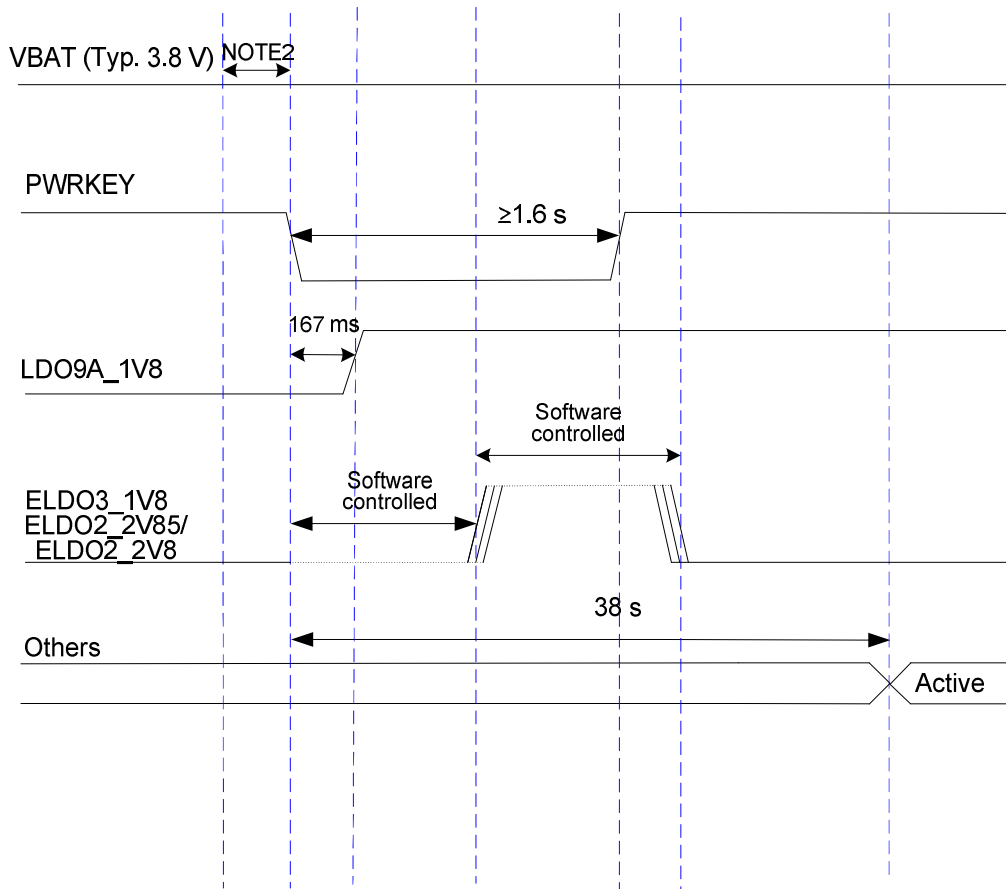 VBAT (Typ. 3.8 V)
NOTE2
PWRKEY
≥1.6 s
167 ms
LDO9A_1V8
Software
controlled
Software
controlled
ELDO3_1V8
ELDO2_2V85/
ELDO2_2V8
38 s
Others
Active